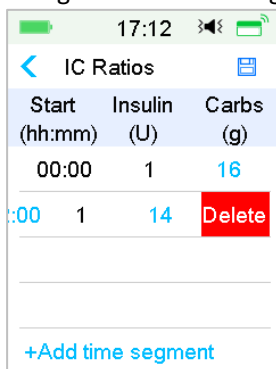 17:12
IC Ratios
Start Insulin Carbs
(hh:mm) (U) (g)
00:00 1 16
:00 1 14 Delete
+Add time segment